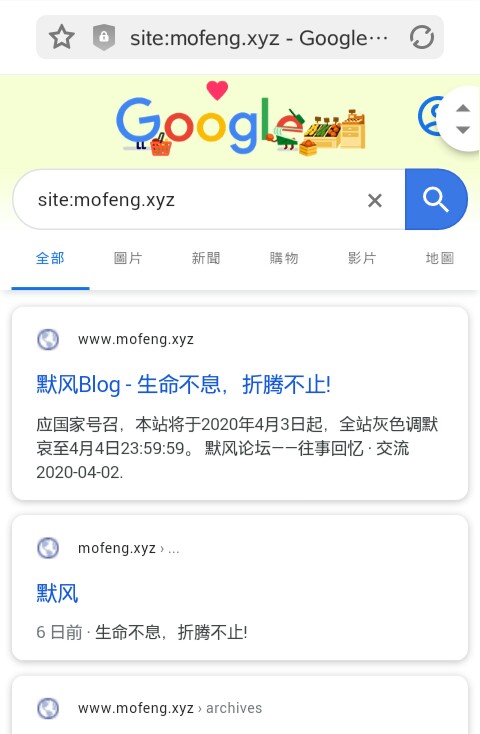 site:mofeng.xyz - Google…
Google
site:mofeng.xyz
全部 圖片 新聞 購物 影片 地圖
www.mofeng.xyz
默风Blog - 生命不息，折腾不止!
应国家号召，本站将于2020年4月3日起，全站灰色调默
哀至4月4日23:59:59。 默风论坛——往事回忆 · 交流
2020-04-02.
mofeng.xyz › ...
默风
6 日前 · 生命不息，折腾不止!
www.mofeng.xyz › archives